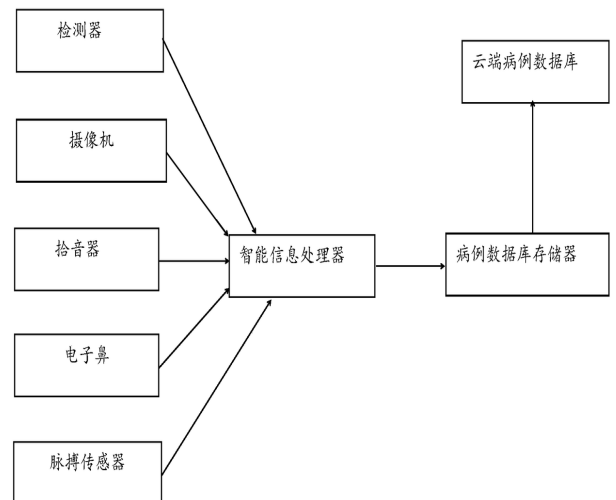 检测器
云端病例数据库
摄像机
拾音器
智能信息处理器
病例数据库存储器
电子鼻
脉搏传感器